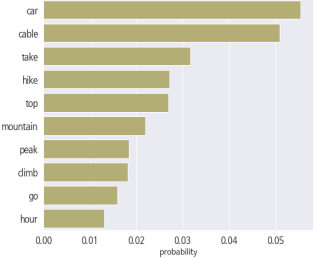 car
cable
take
hike
top
mountain
peak
climb
go
hour
0.00 0.01 0.02 0.03 0.04 0.05
probability